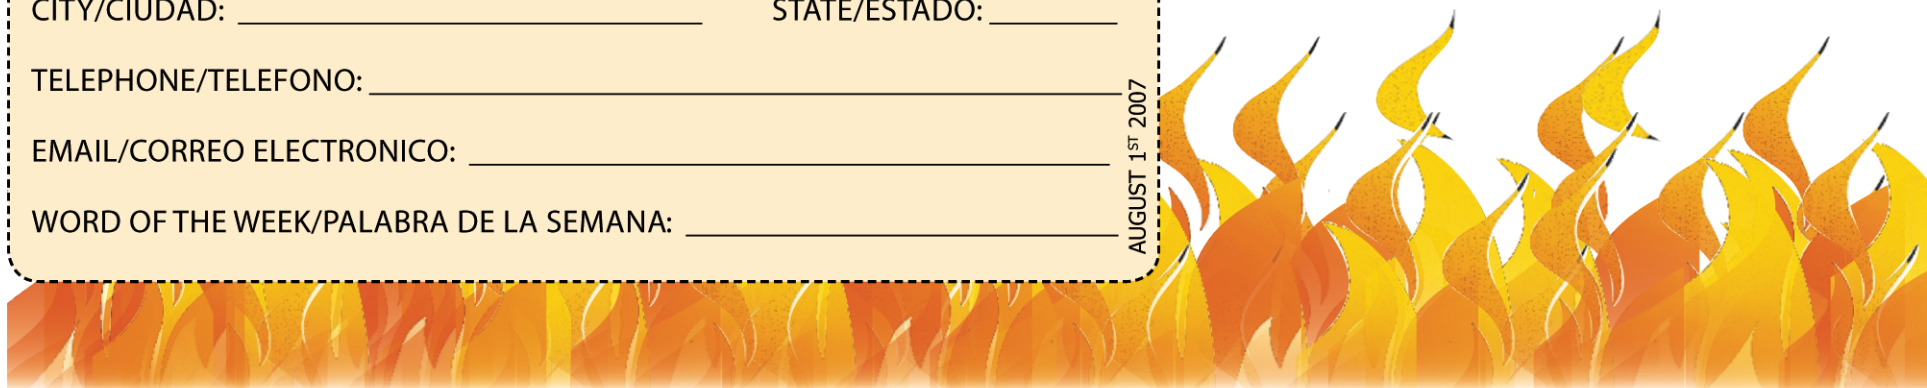 CITY/CIUDAD: STATE/ESTADO:
TELEPHONE/TELEFONO:
EMAIL/CORREO ELECTRONICO:
WORD OF THE WEEK/PALABRA DE LA SEMANA:
AUGUST 1ST 2007